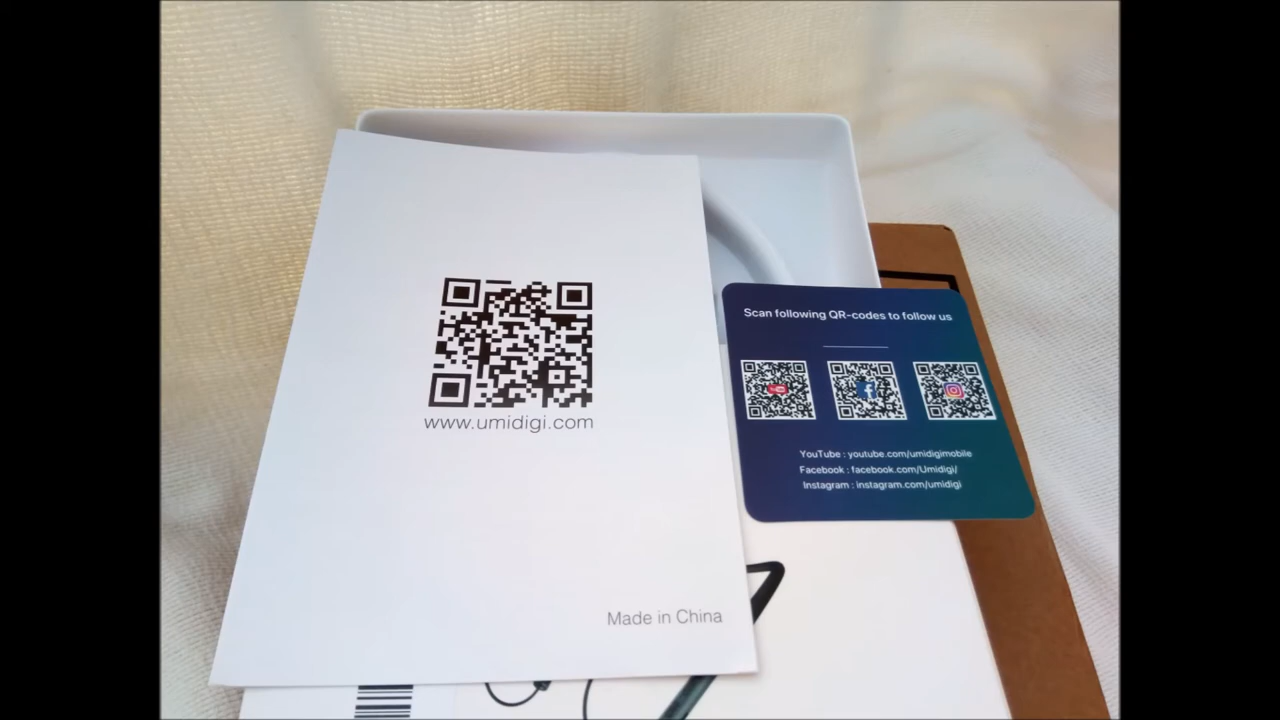 www.umidigi.com
Made in China
Scan following QR-codes to follow us
YouTube : youtube.com/umidigimobile
Facebook : facebook.com/Umidigi/
Instagram : instagram.com/umidigi